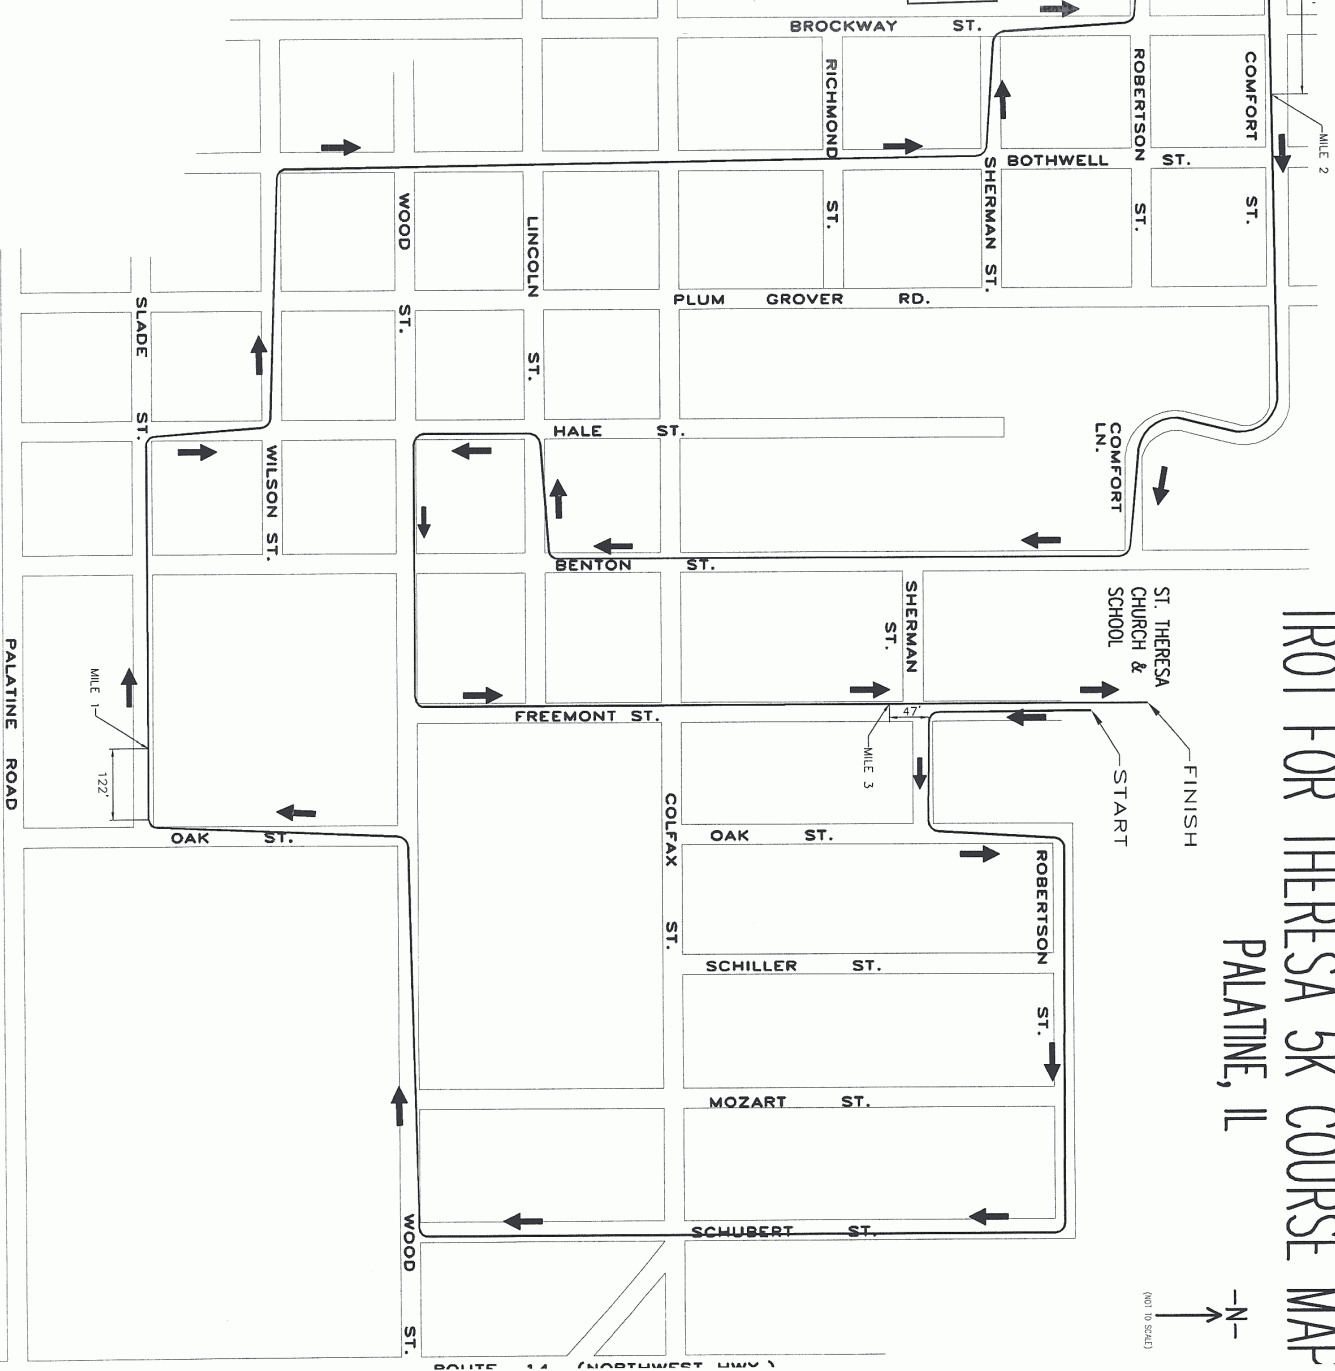 TROT FOR THERESA 5K COURSE MAP
PALATINE, IL
BROCKWAY ST.
RICHMOND ST.
ROBERTSON ST.
COMFORT ST.
MILE 2
BOTHWELL ST.
SHERMAN ST.
WOOD ST.
LINCOLN ST.
PLUM GROVER RD.
SLADE ST.
HALE ST.
COMFORT
LN.
WILSON ST.
BENTON ST.
SHERMAN
ST.
ST. THERESA
CHURCH &
SCHOOL
PALATINE ROAD
MILE 1
122'
FREEMONT ST.
47'
MILE 3
START
FINISH
OAK ST.
COLFAX ST.
OAK ST.
ROBERTSON ST.
SCHILLER ST.
MOZART ST.
SCHUBERT ST.
WOOD ST.
-N-
(NOT TO SCALE)
ROUTE 14 (NORTHWEST HWY.)